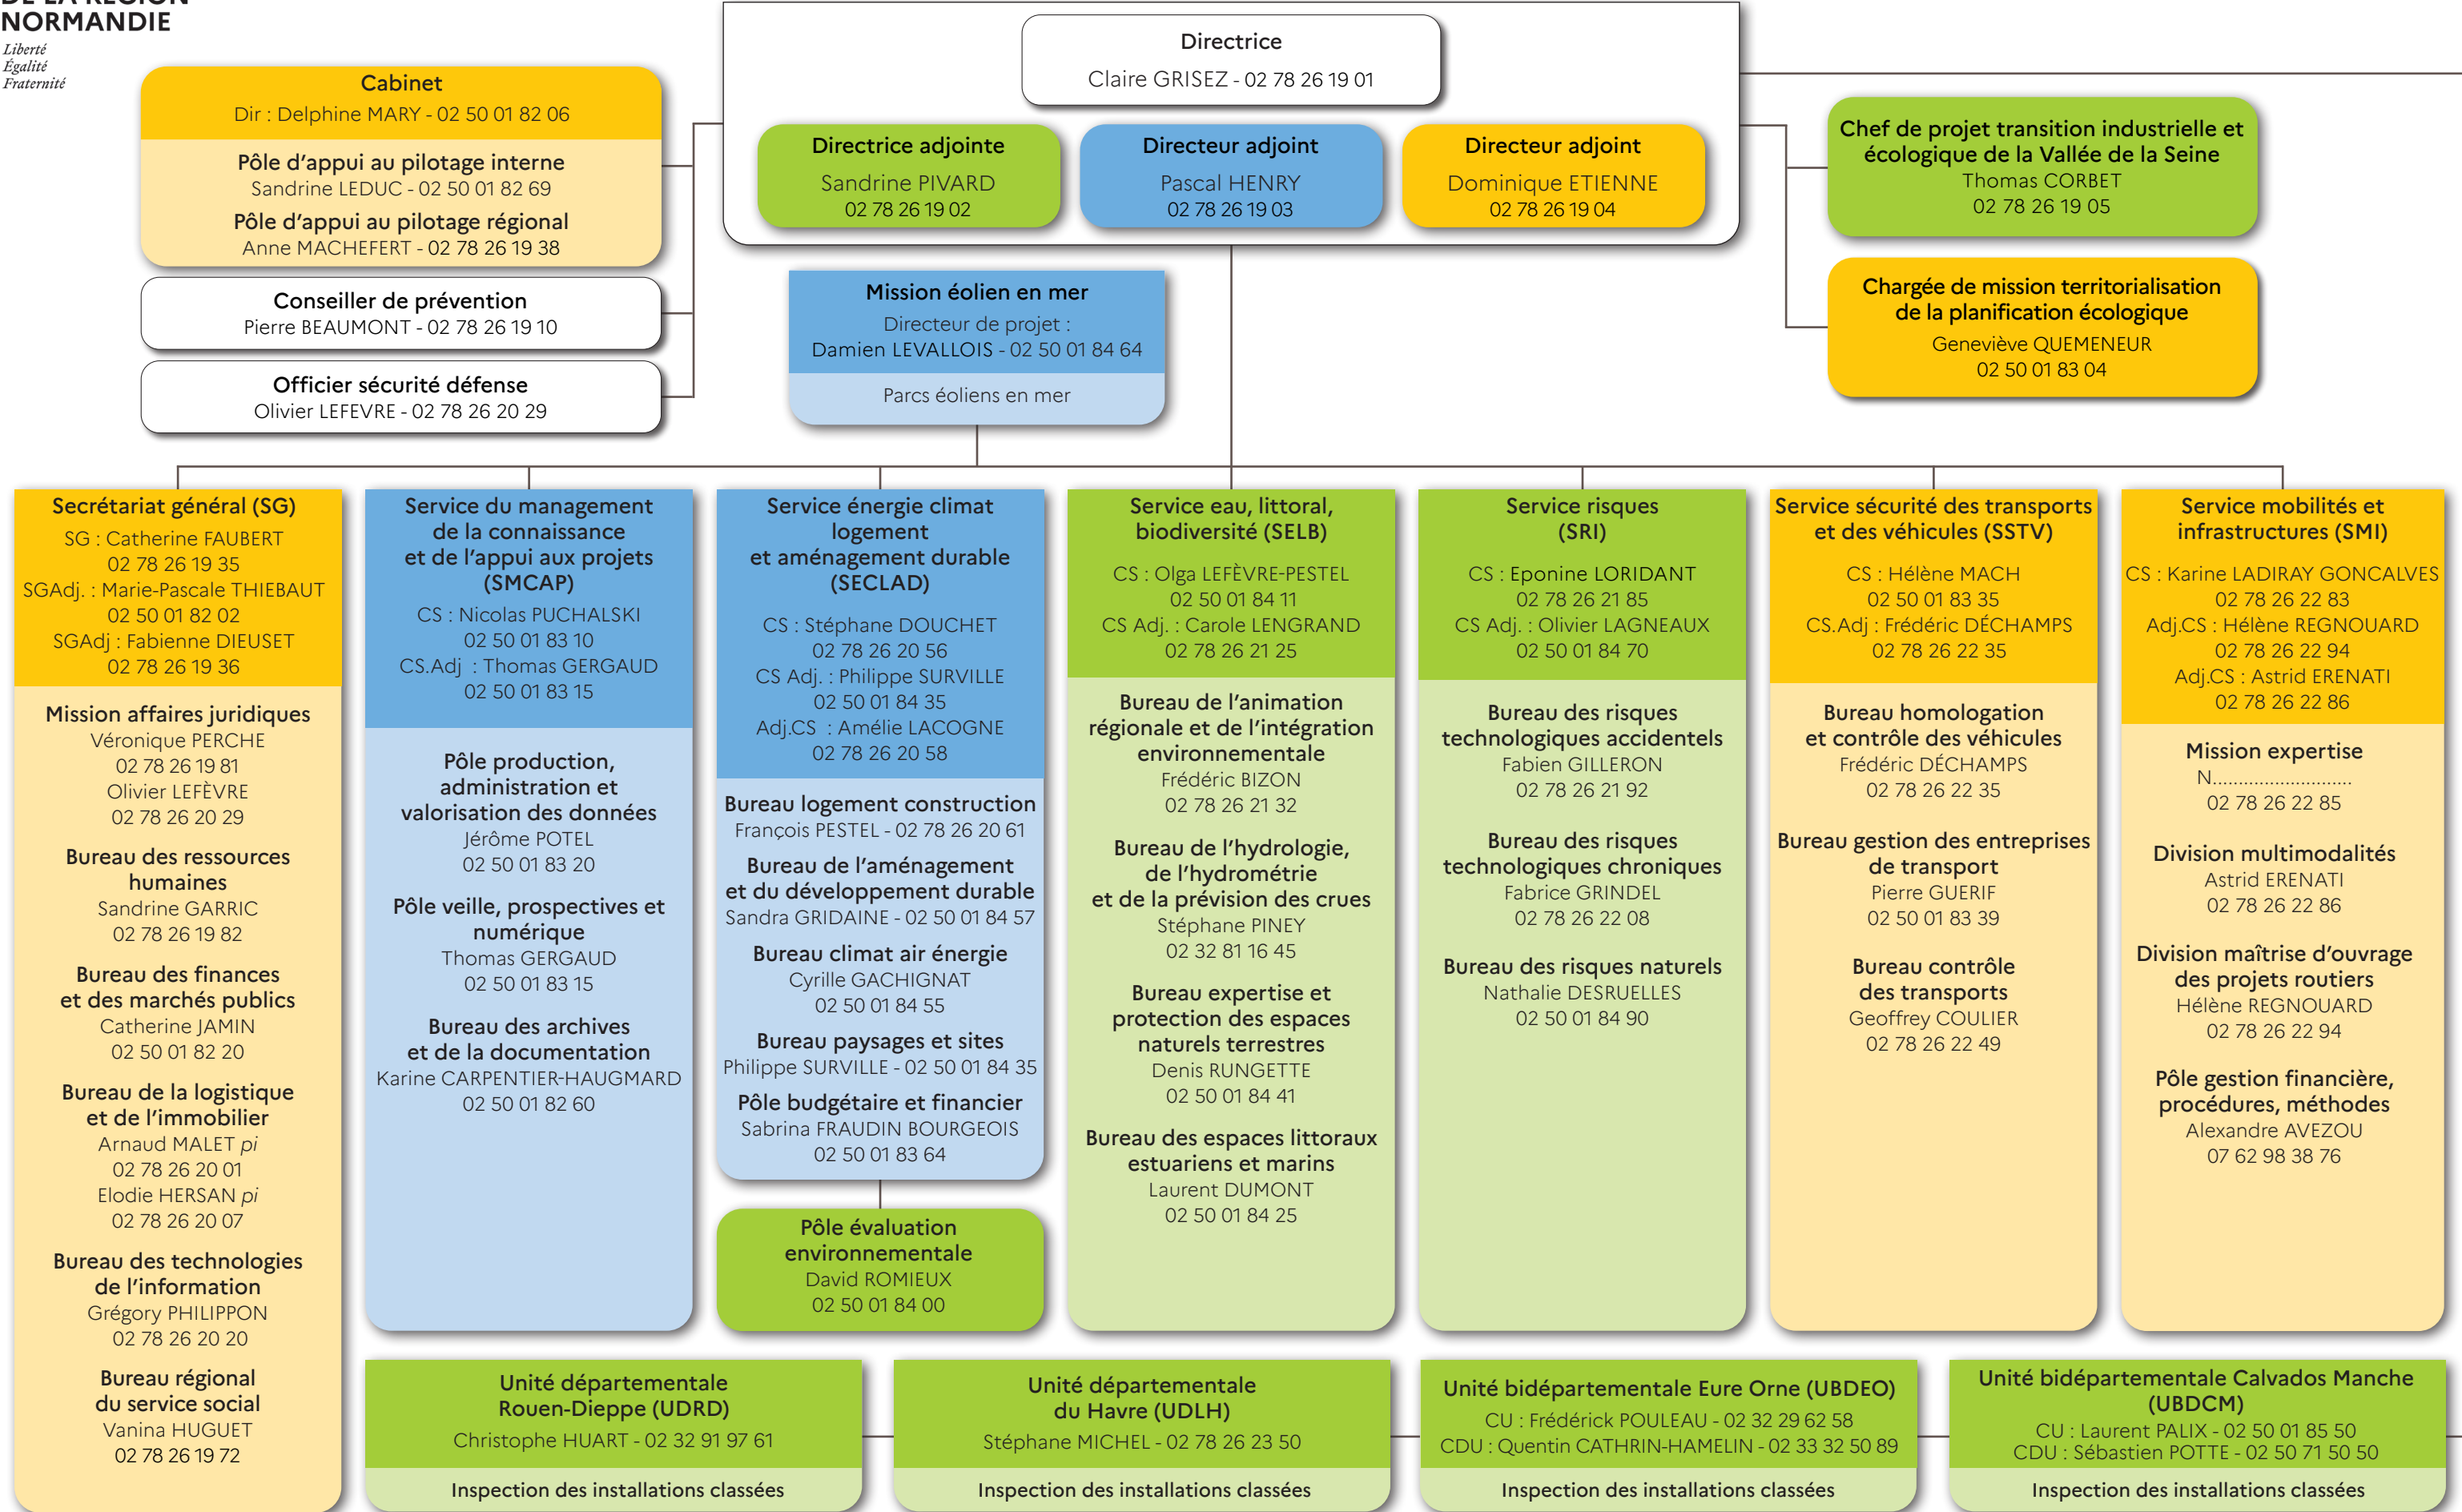 DE LA RÉGION
NORMANDIE
Liberté
Égalité
Fraternité
Cabinet
Dir : Delphine MARY - 02 50 01 82 06
Pôle d'appui au pilotage interne
Sandrine LEDUC - 02 50 01 82 69
Pôle d'appui au pilotage régional
Anne MACHEFERT - 02 78 26 19 38
Conseiller de prévention
Pierre BEAUMONT - 02 78 26 19 10
Officier sécurité défense
Olivier LEFEVRE - 02 78 26 20 29
Directrice
Claire GRISEZ - 02 78 26 19 01
Directrice adjointe
Sandrine PIVARD
02 78 26 19 02
Directeur adjoint
Pascal HENRY
02 78 26 19 03
Directeur adjoint
Dominique ETIENNE
02 78 26 19 04
Mission éolien en mer
Directeur de projet :
Damien LEVALLOIS - 02 50 01 84 64
Parcs éoliens en mer
Chef de projet transition industrielle et
écologique de la Vallée de la Seine
Thomas CORBET
02 78 26 19 05
Chargée de mission territorialisation
de la planification écologique
Geneviève QUEMENEUR
02 50 01 83 04
Secrétariat général (SG)
SG : Catherine FAUBERT
02 78 26 19 35
SGAdj. : Marie-Pascale THIEBAUT
02 50 01 82 02
SGAdj : Fabienne DIEUSET
02 78 26 19 36
Mission affaires juridiques
Véronique PERCHE
02 78 26 19 81
Olivier LEFÈVRE
02 78 26 20 29
Bureau des ressources
humaines
Sandrine GARRIC
02 78 26 19 82
Bureau des finances
et des marchés publics
Catherine JAMIN
02 50 01 82 20
Bureau de la logistique
et de l'immobilier
Arnaud MALET pi
02 78 26 20 01
Elodie HERSAN pi
02 78 26 20 07
Bureau des technologies
de l'information
Grégory PHILIPPON
02 78 26 20 20
Bureau régional
du service social
Vanina HUGUET
02 78 26 19 72
Service du management
de la connaissance
et de l'appui aux projets
(SMCAP)
CS : Nicolas PUCHALSKI
02 50 01 83 10
CS.Adj : Thomas GERGAUD
02 50 01 83 15
Pôle production,
administration et
valorisation des données
Jérôme POTEL
02 50 01 83 20
Pôle veille, prospectives et
numérique
Thomas GERGAUD
02 50 01 83 15
Bureau des archives
et de la documentation
Karine CARPENTIER-HAUGMARD
02 50 01 82 60
Service énergie climat
logement
et aménagement durable
(SECLAD)
CS : Stéphane DOUCHET
02 78 26 20 56
CS Adj. : Philippe SURVILLE
02 50 01 84 35
Adj.CS : Amélie LACOGNE
02 78 26 20 58
Bureau logement construction
François PESTEL - 02 78 26 20 61
Bureau de l'aménagement
et du développement durable
Sandra GRIDAINE - 02 50 01 84 57
Bureau climat air énergie
Cyrille GACHIGNAT
02 50 01 84 55
Bureau paysages et sites
Philippe SURVILLE - 02 50 01 84 35
Pôle budgétaire et financier
Sabrina FRAUDIN BOURGEOIS
02 50 01 83 64
Pôle évaluation
environnementale
David ROMIEUX
02 50 01 84 00
Service eau, littoral,
biodiversité (SELB)
CS : Olga LEFÈVRE-PESTEL
02 50 01 84 11
CS Adj. : Carole LENGRAND
02 78 26 21 25
Bureau de l'animation
régionale et de l'intégration
environnementale
Frédéric BIZON
02 78 26 21 32
Bureau de l'hydrologie,
de l'hydrométrie
et de la prévision des crues
Stéphane PINEY
02 32 81 16 45
Bureau expertise et
protection des espaces
naturels terrestres
Denis RUNGETTE
02 50 01 84 41
Bureau des espaces littoraux
estuariens et marins
Laurent DUMONT
02 50 01 84 25
Service risques
(SRI)
CS : Eponine LORIDANT
02 78 26 21 85
CS Adj. : Olivier LAGNEAUX
02 50 01 84 70
Bureau des risques
technologiques accidentels
Fabien GILLERON
02 78 26 21 92
Bureau des risques
technologiques chroniques
Fabrice GRINDEL
02 78 26 22 08
Bureau des risques naturels
Nathalie DESRUELLES
02 50 01 84 90
Service sécurité des transports
et des véhicules (SSTV)
CS : Hélène MACH
02 50 01 83 35
CS.Adj : Frédéric DÉCHAMPS
02 78 26 22 35
Bureau homologation
et contrôle des véhicules
Frédéric DÉCHAMPS
02 78 26 22 35
Bureau gestion des entreprises
de transport
Pierre GUERIF
02 50 01 83 39
Bureau contrôle
des transports
Geoffrey COULIER
02 78 26 22 49
Service mobilités et
infrastructures (SMI)
CS : Karine LADIRAY GONCALVES
02 78 26 22 83
Adj.CS : Hélène REGNOUARD
02 78 26 22 94
Adj.CS : Astrid ERENATI
02 78 26 22 86
Mission expertise
N...........................
02 78 26 22 85
Division multimodalités
Astrid ERENATI
02 78 26 22 86
Division maîtrise d'ouvrage
des projets routiers
Hélène REGNOUARD
02 78 26 22 94
Pôle gestion financière,
procédures, méthodes
Alexandre AVEZOU
07 62 98 38 76
Unité départementale
Rouen-Dieppe (UDRD)
Christophe HUART - 02 32 91 97 61
Inspection des installations classées
Unité départementale
du Havre (UDLH)
Stéphane MICHEL - 02 78 26 23 50
Inspection des installations classées
Unité bidépartementale Eure Orne (UBDEO)
CU : Frédérick POULEAU - 02 32 29 62 58
CDU : Quentin CATHRIN-HAMELIN - 02 33 32 50 89
Inspection des installations classées
Unité bidépartementale Calvados Manche
(UBDCM)
CU : Laurent PALIX - 02 50 01 85 50
CDU : Sébastien POTTE - 02 50 71 50 50
Inspection des installations classées